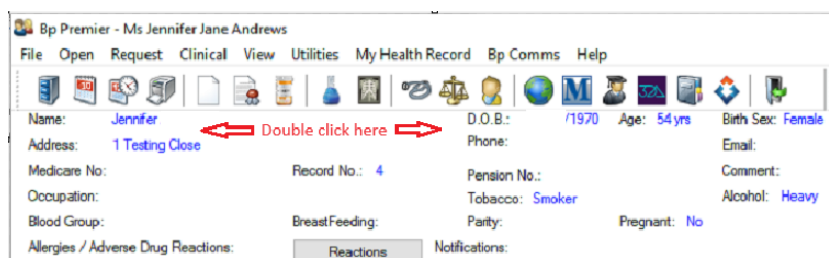 Bp Premier - Ms Jennifer Jane Andrews
File Open Request Clinical View Utilities My Health Record Bp Comms Help
Name: Jennifer Double click here D.O.B.: /1970 Age: 54 yrs Birth Sex: Female
Address: 1 Testing Close Phone: Email:
Medicare No: Record No.: 4 Pension No.: Comment:
Occupation: Tobacco: Smoker Alcohol: Heavy
Blood Group: BreastFeeding: Parity: Pregnant: No
Allergies / Adverse Drug Reactions: Reactions Notifications: